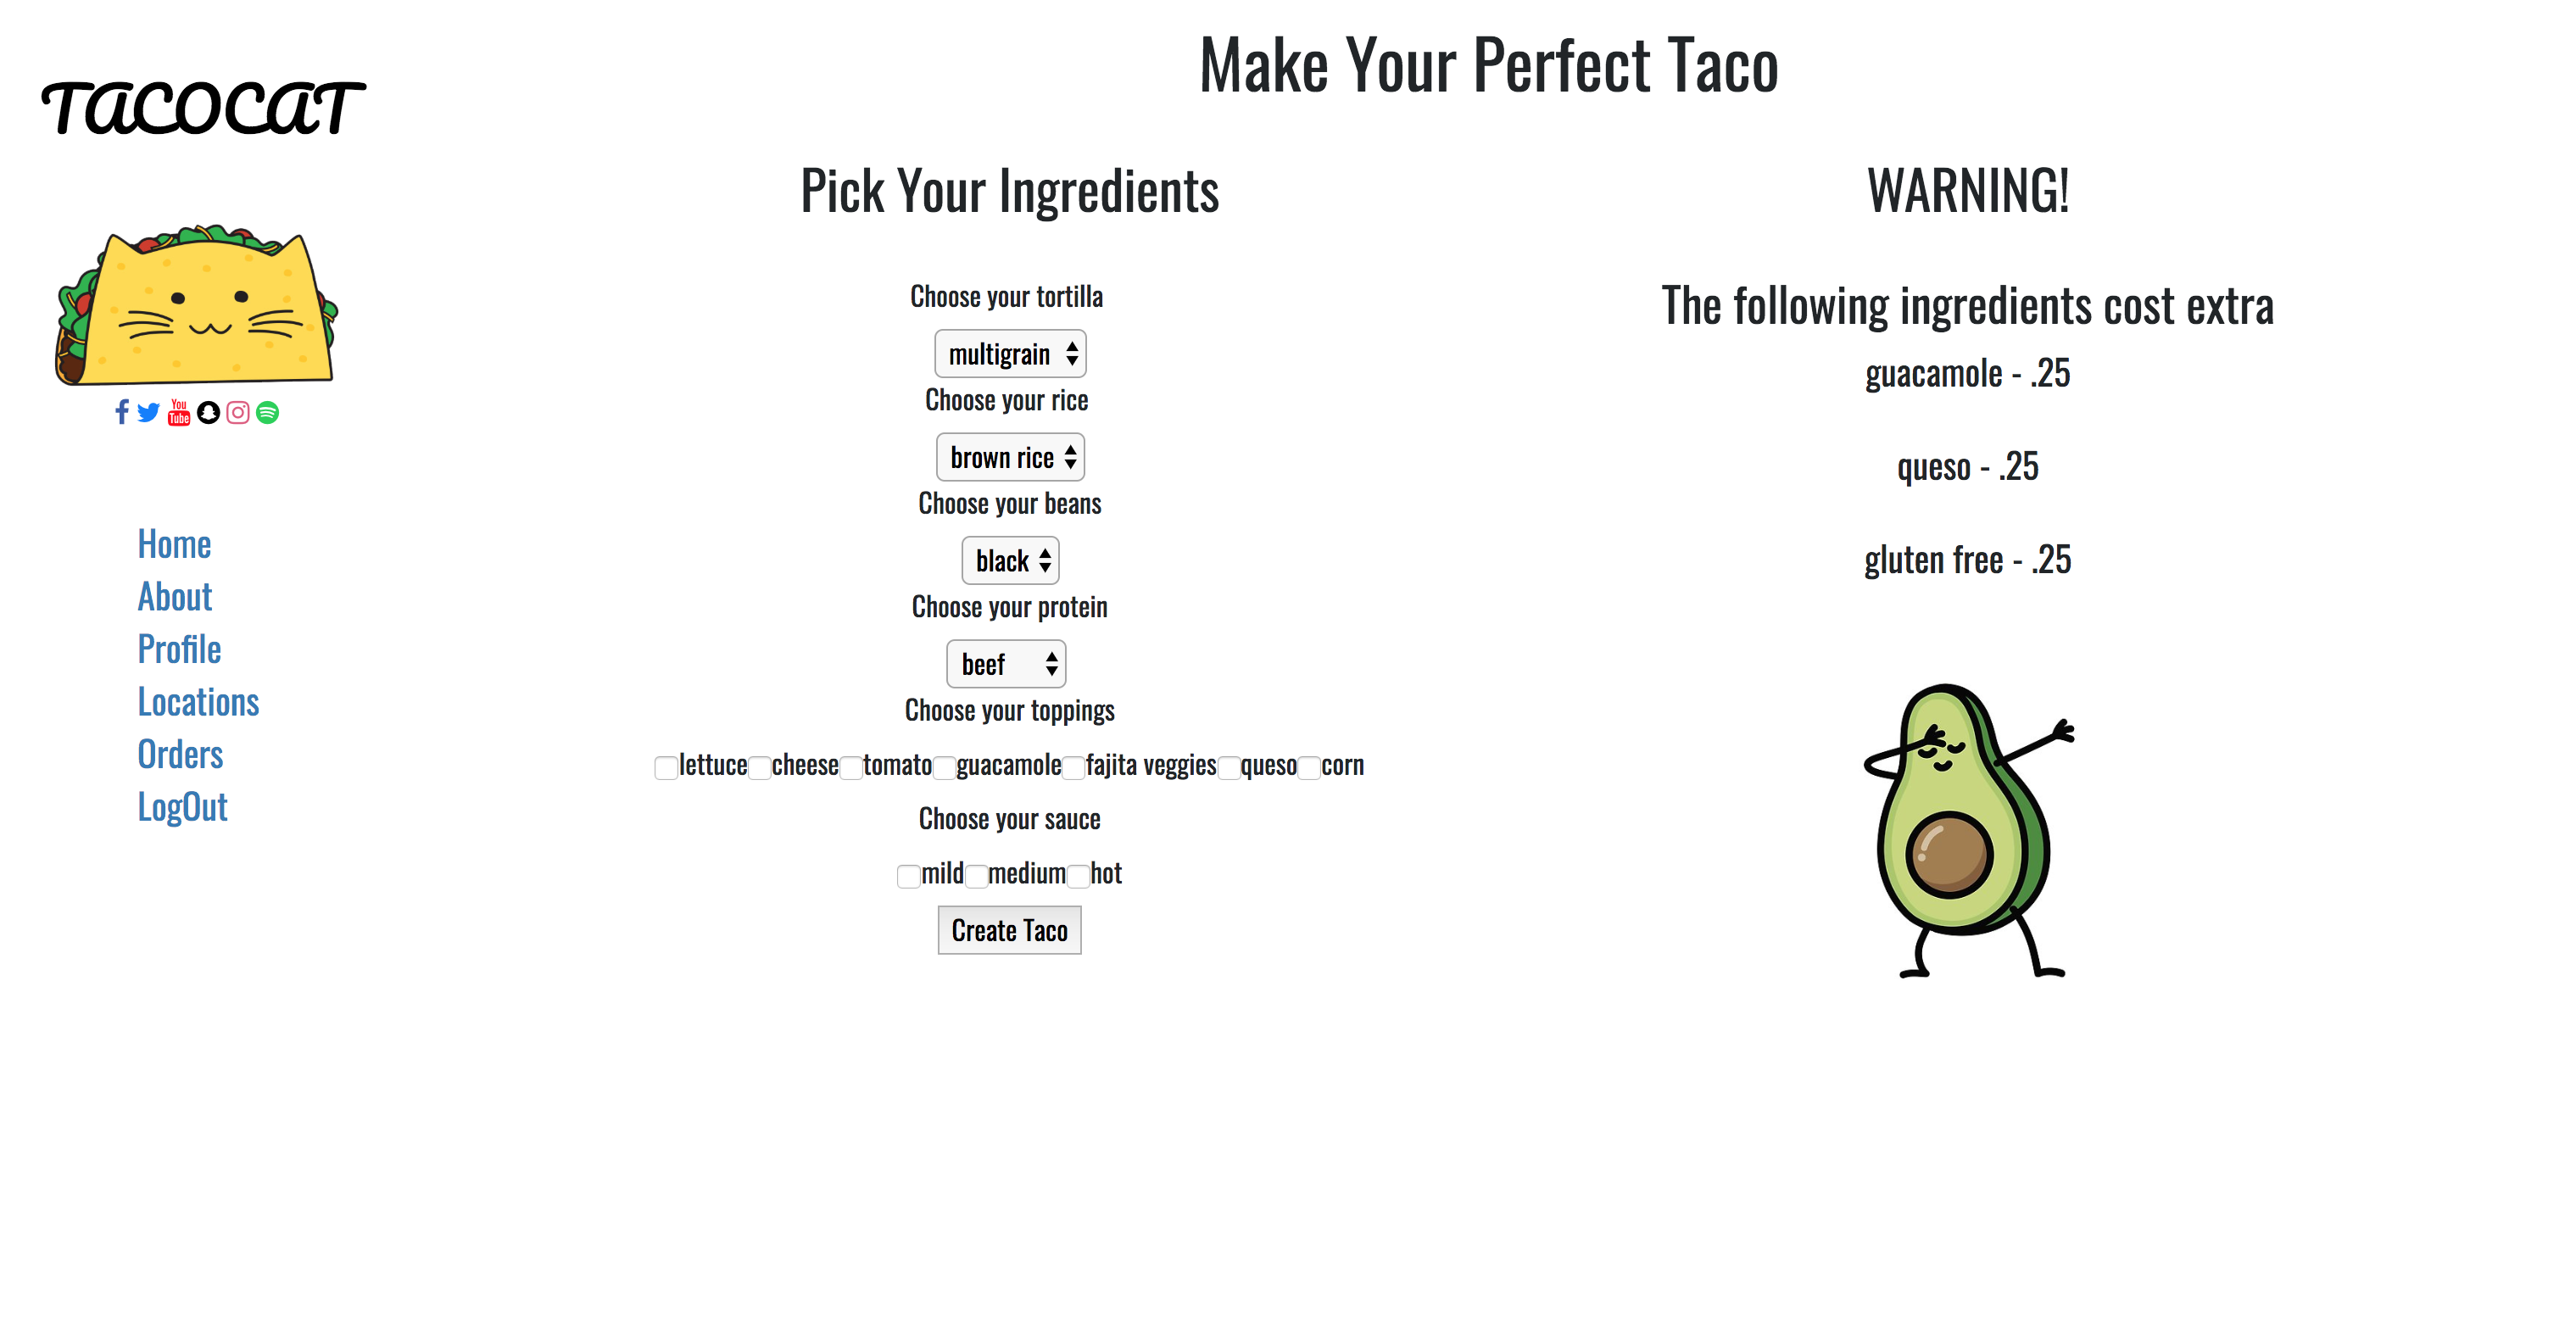 TacoCaT
You
Tube
Home
About
Profile
Locations
Orders
LogOut
Make Your Perfect Taco
Pick Your Ingredients
Choose your tortilla
multigrain
Choose your rice
brown rice
Choose your beans
black
Choose your protein
beef
Choose your toppings
lettuce cheese tomato guacamole fajita veggies queso corn
Choose your sauce
mild medium hot
Create Taco
WARNING!
The following ingredients cost extra
guacamole - .25
queso - .25
gluten free - .25